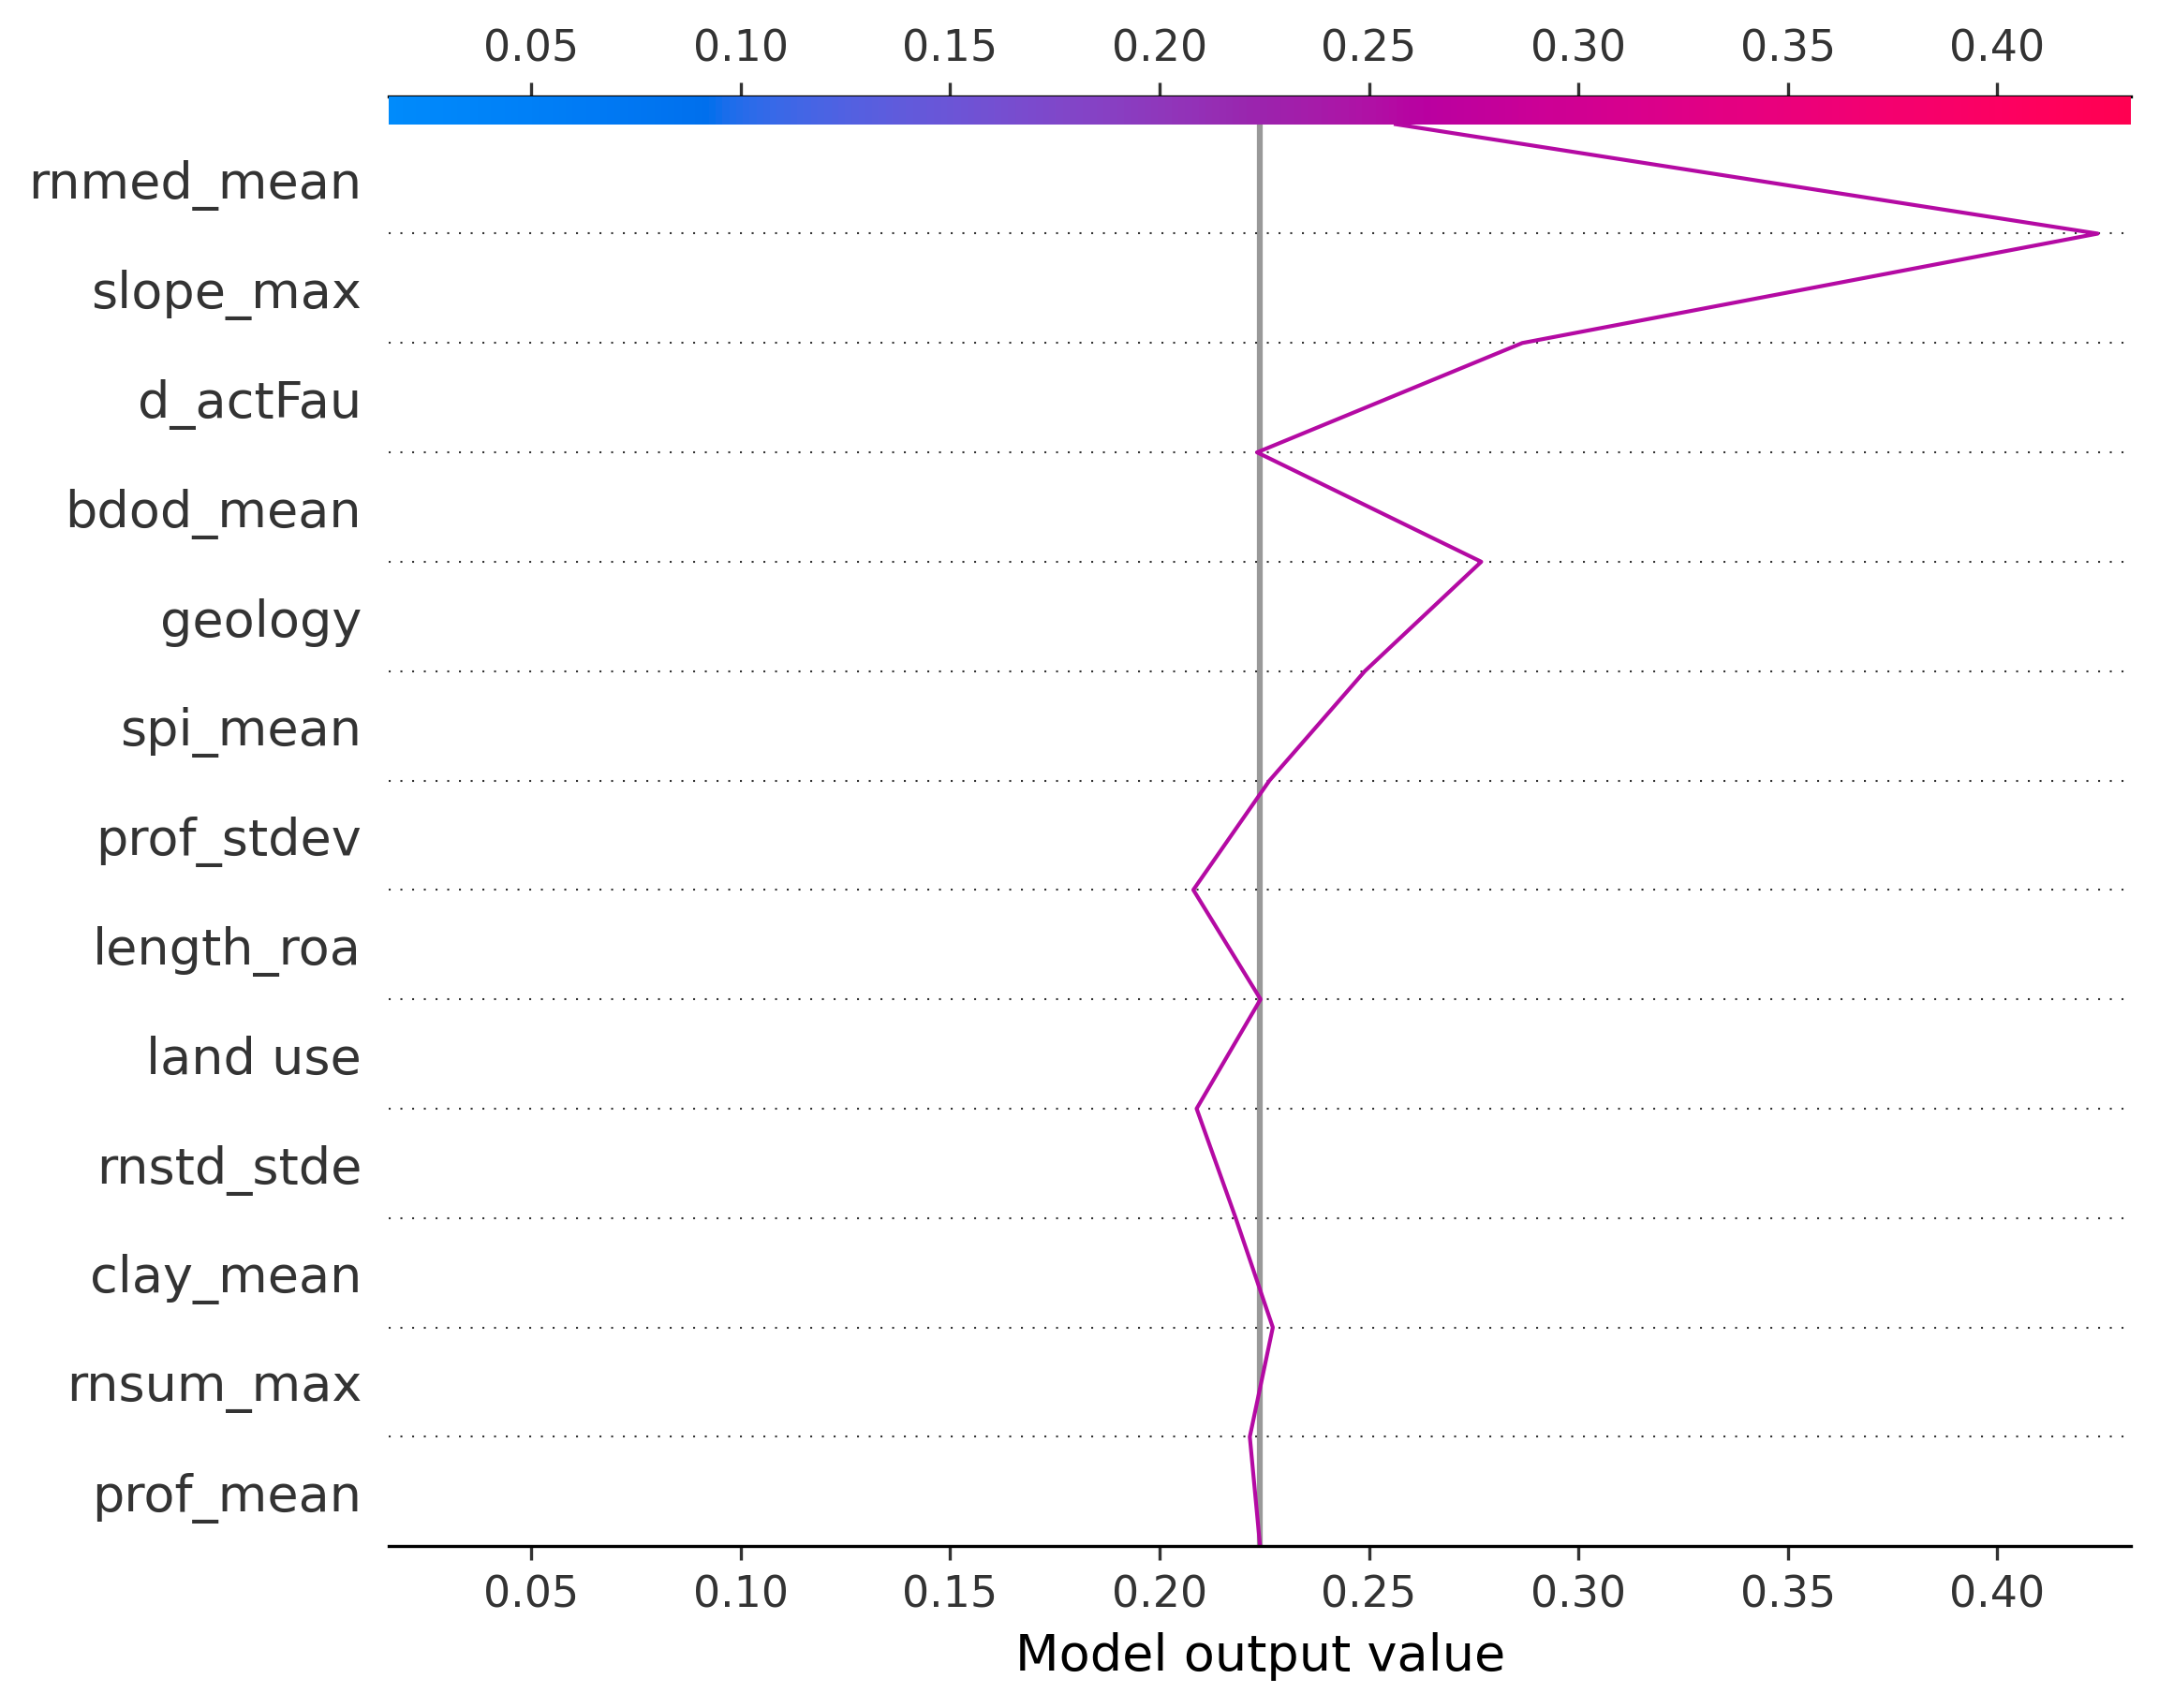 0.05 0.10 0.15 0.20 0.25 0.30 0.35 0.40
rnmed_mean
slope_max
d_actFau
bdod_mean
geology
spi_mean
prof_stdev
length_roa
land use
rnstd_stde
clay_mean
rnsum_max
prof_mean
0.05 0.10 0.15 0.20 0.25 0.30 0.35 0.40
Model output value